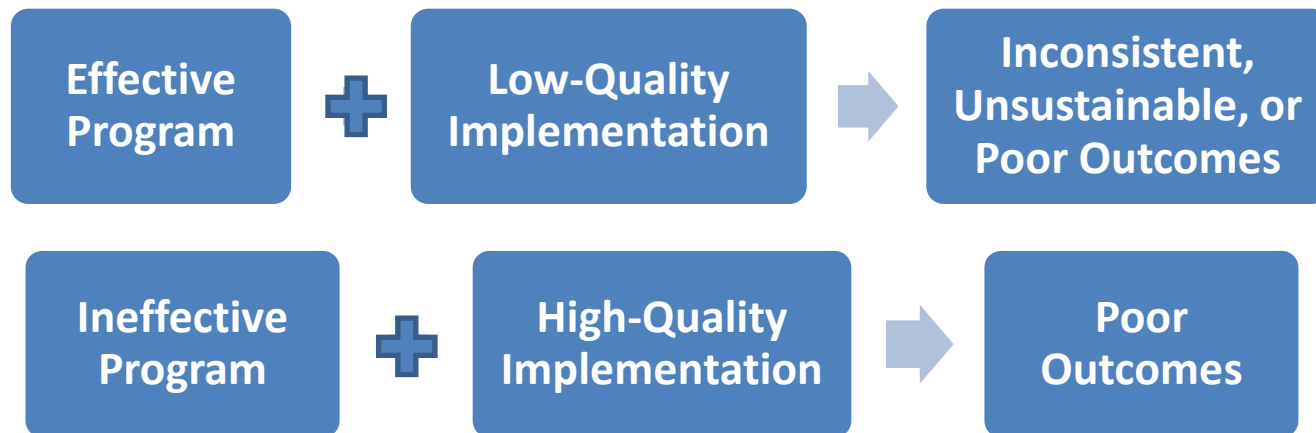 Effective
Program
Low-Quality
Implementation
Inconsistent,
Unsustainable, or
Poor Outcomes
Ineffective
Program
High-Quality
Implementation
Poor
Outcomes